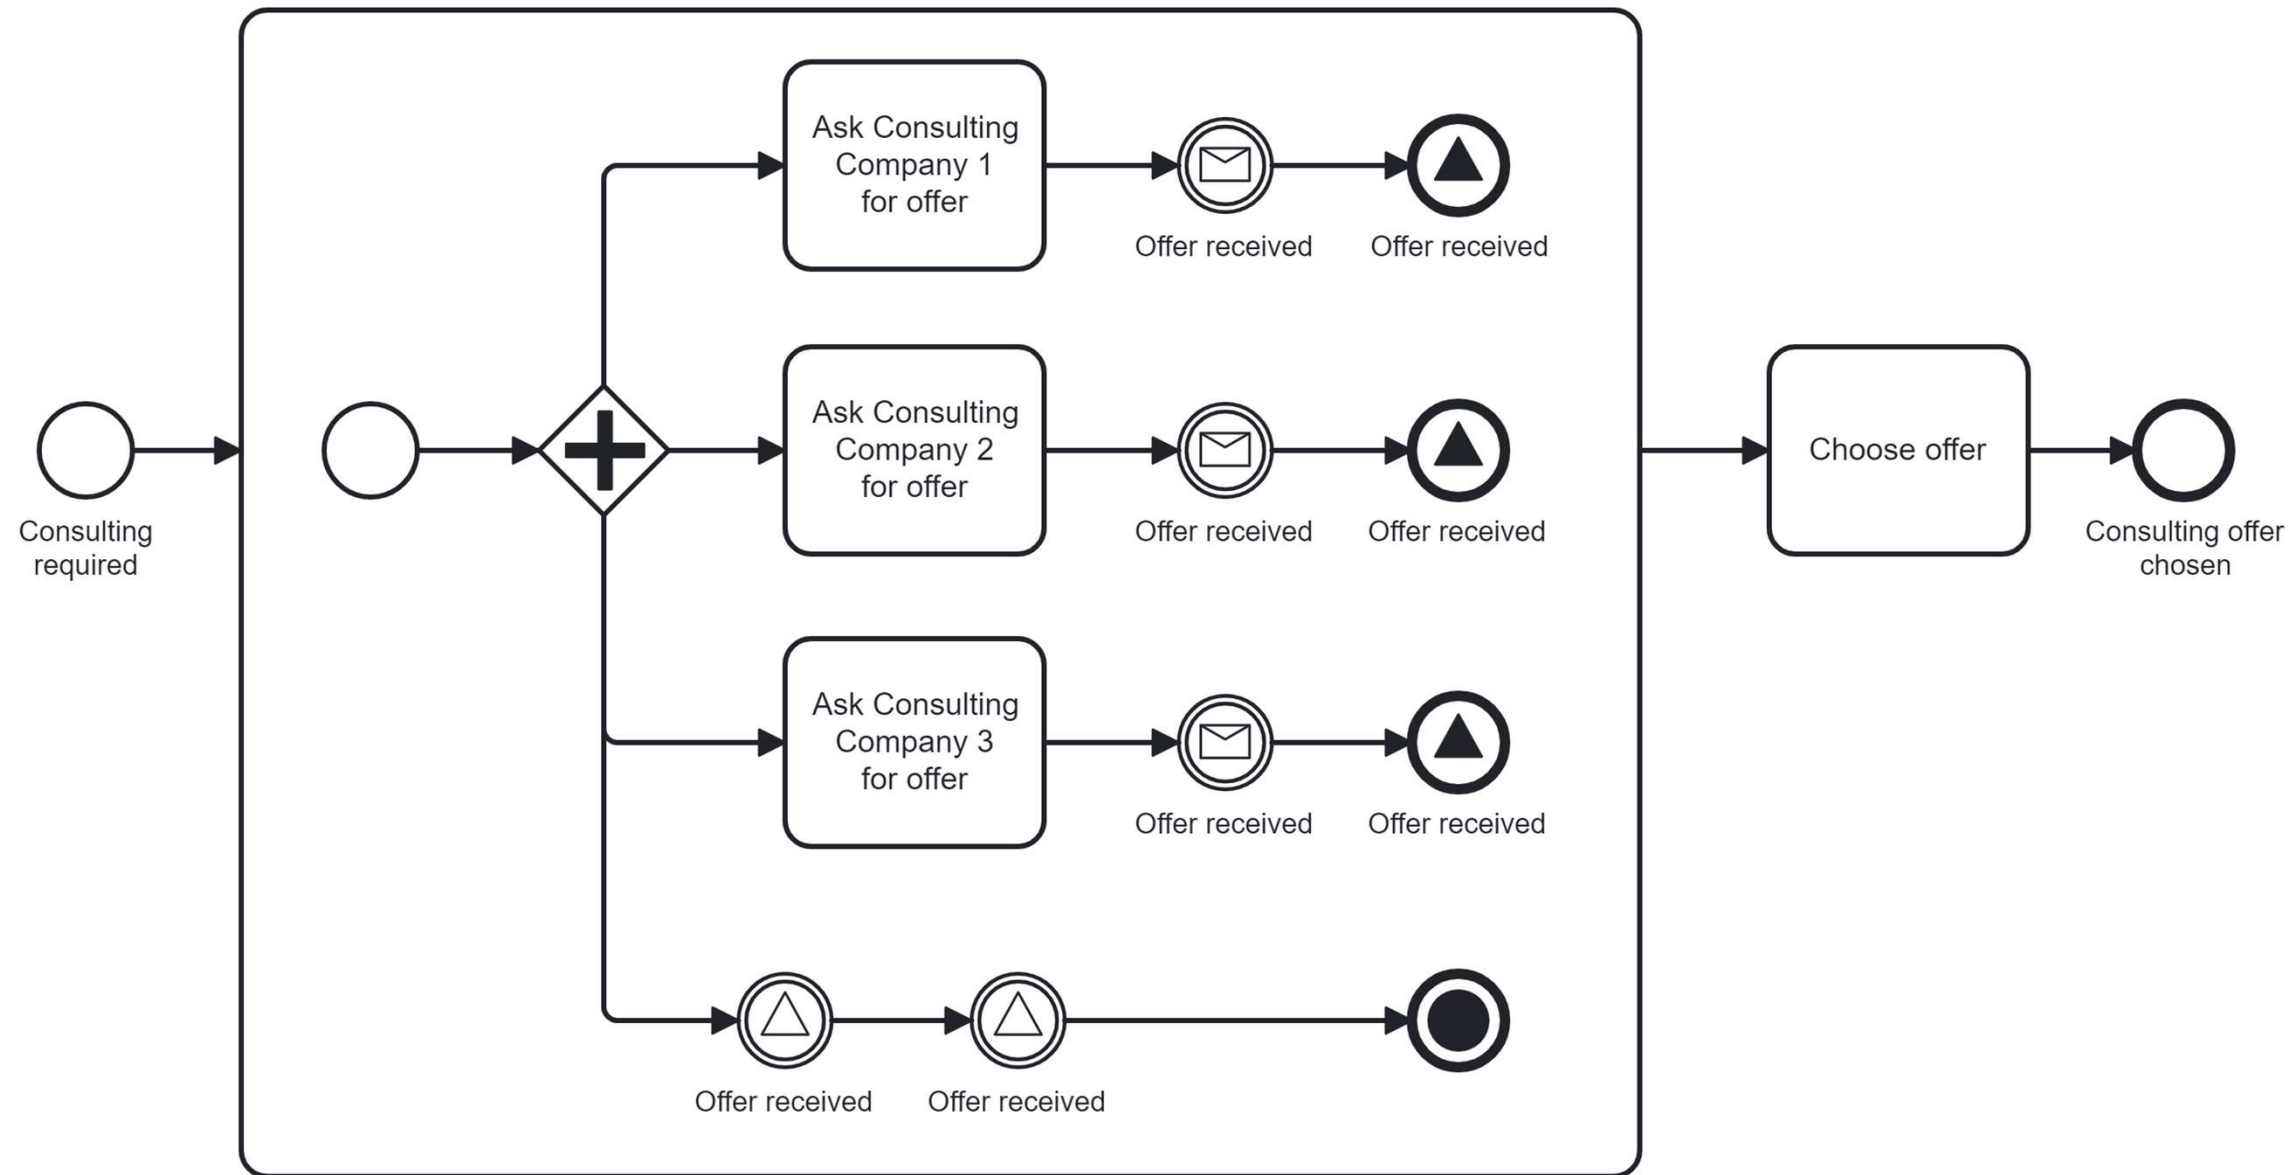 Ask Consulting
Company 1
for offer
Offer received
Offer received
Consulting
required
Ask Consulting
Company 2
for offer
Offer received
Offer received
Choose offer
Consulting offer
chosen
Ask Consulting
Company 3
for offer
Offer received
Offer received
Offer received
Offer received